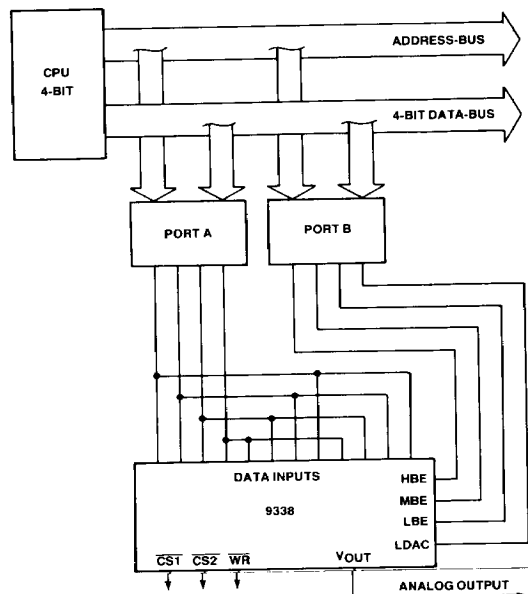 CPU
4-BIT
ADDRESS-BUS
4-BIT DATA-BUS
PORT A
PORT B
DATA INPUTS
9338
HBE
MBE
LBE
LDAC
CS1 CS2 WR VOUT
ANALOG OUTPUT